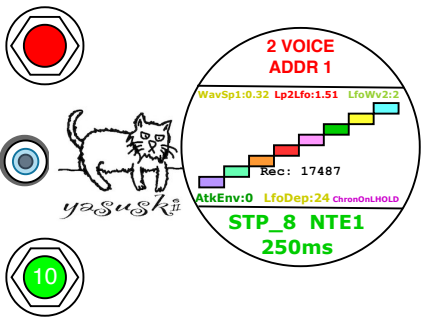 2 VOICE
ADDR 1
WavSp1:0.32 Lp2Lfo:1.51 LfoWv2:2
Rec: 17487
AtkEnv:0 LfoDep:24 ChronOnLHOLD
STP_8 NTE1
250ms
yasuski
ii
10